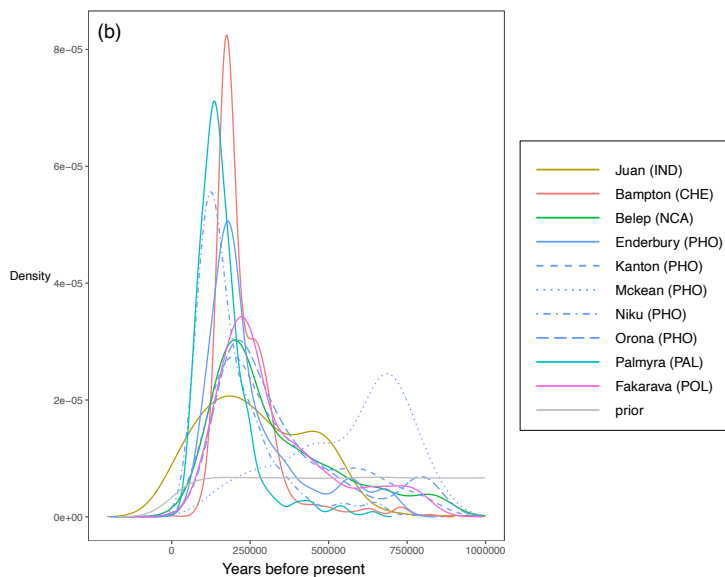 (b)
8e−05
6e−05
4e−05
2e−05
0e+00
Density
0
250000
500000
750000
1000000
Years before present
Juan (IND)
Bampton (CHE)
Belep (NCA)
Enderbury (PHO)
Kanton (PHO)
Mckean (PHO)
Niku (PHO)
Orona (PHO)
Palmyra (PAL)
Fakarava (POL)
prior